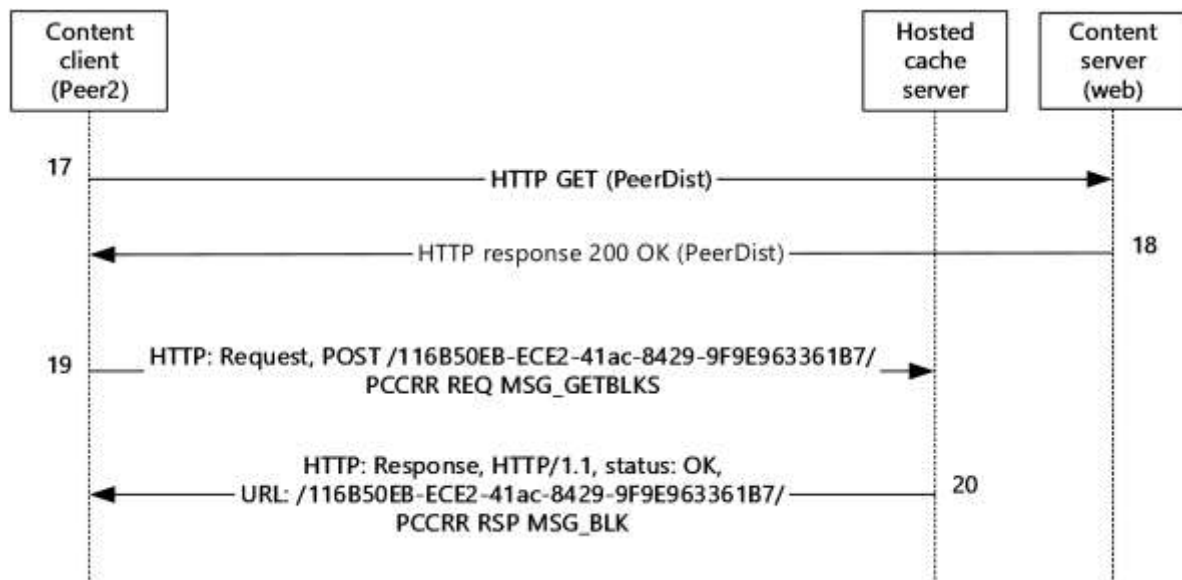 Content
client
(Peer2)
Hosted
cache
server
Content
server
(web)
17
HTTP GET (PeerDist)
HTTP response 200 OK (PeerDist)
18
19
HTTP: Request, POST /116B50EB-ECE2-41ac-8429-9F9E963361B7/
PCCRR REQ MSG_GETBLKS
HTTP: Response, HTTP/1.1, status: OK,
URL: /116B50EB-ECE2-41ac-8429-9F9E963361B7/
PCCRR RSP MSG_BLK
20